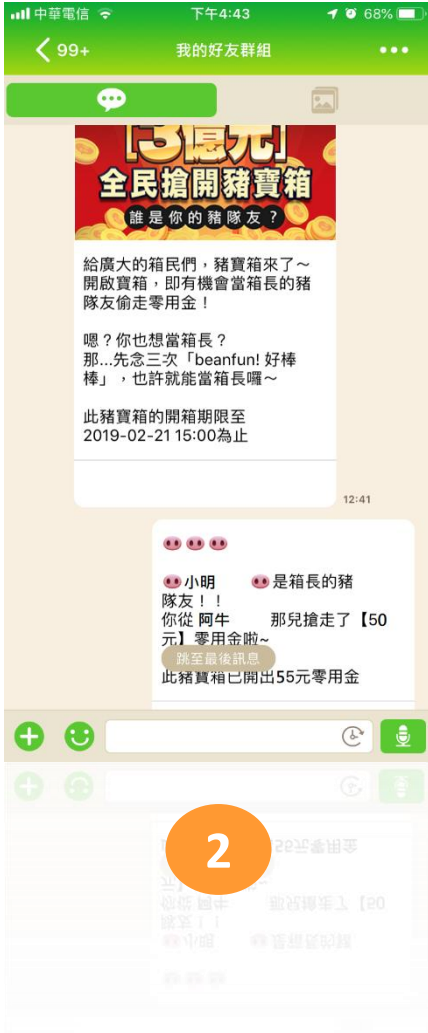 中華電信 下午4:43 68%
99+ 我的好友群組
[3億元]
全民搶開豬寶箱
誰是你的豬隊友?
給廣大的箱民們，豬寶箱來了～
開啟寶箱，即有機會當箱長的豬
隊友偷走零用金！
嗯？你也想當箱長？
那...先念三次「beanfun! 好棒
棒」，也許就能當箱長囉～
此豬寶箱的開箱期限至
2019-02-21 15:00為止
12:41
小明 是箱長的豬
隊友！！
你從 阿牛 那兒搶走了【50
元】零用金啦~
跳至最後訊息
此豬寶箱已開出55元零用金
2